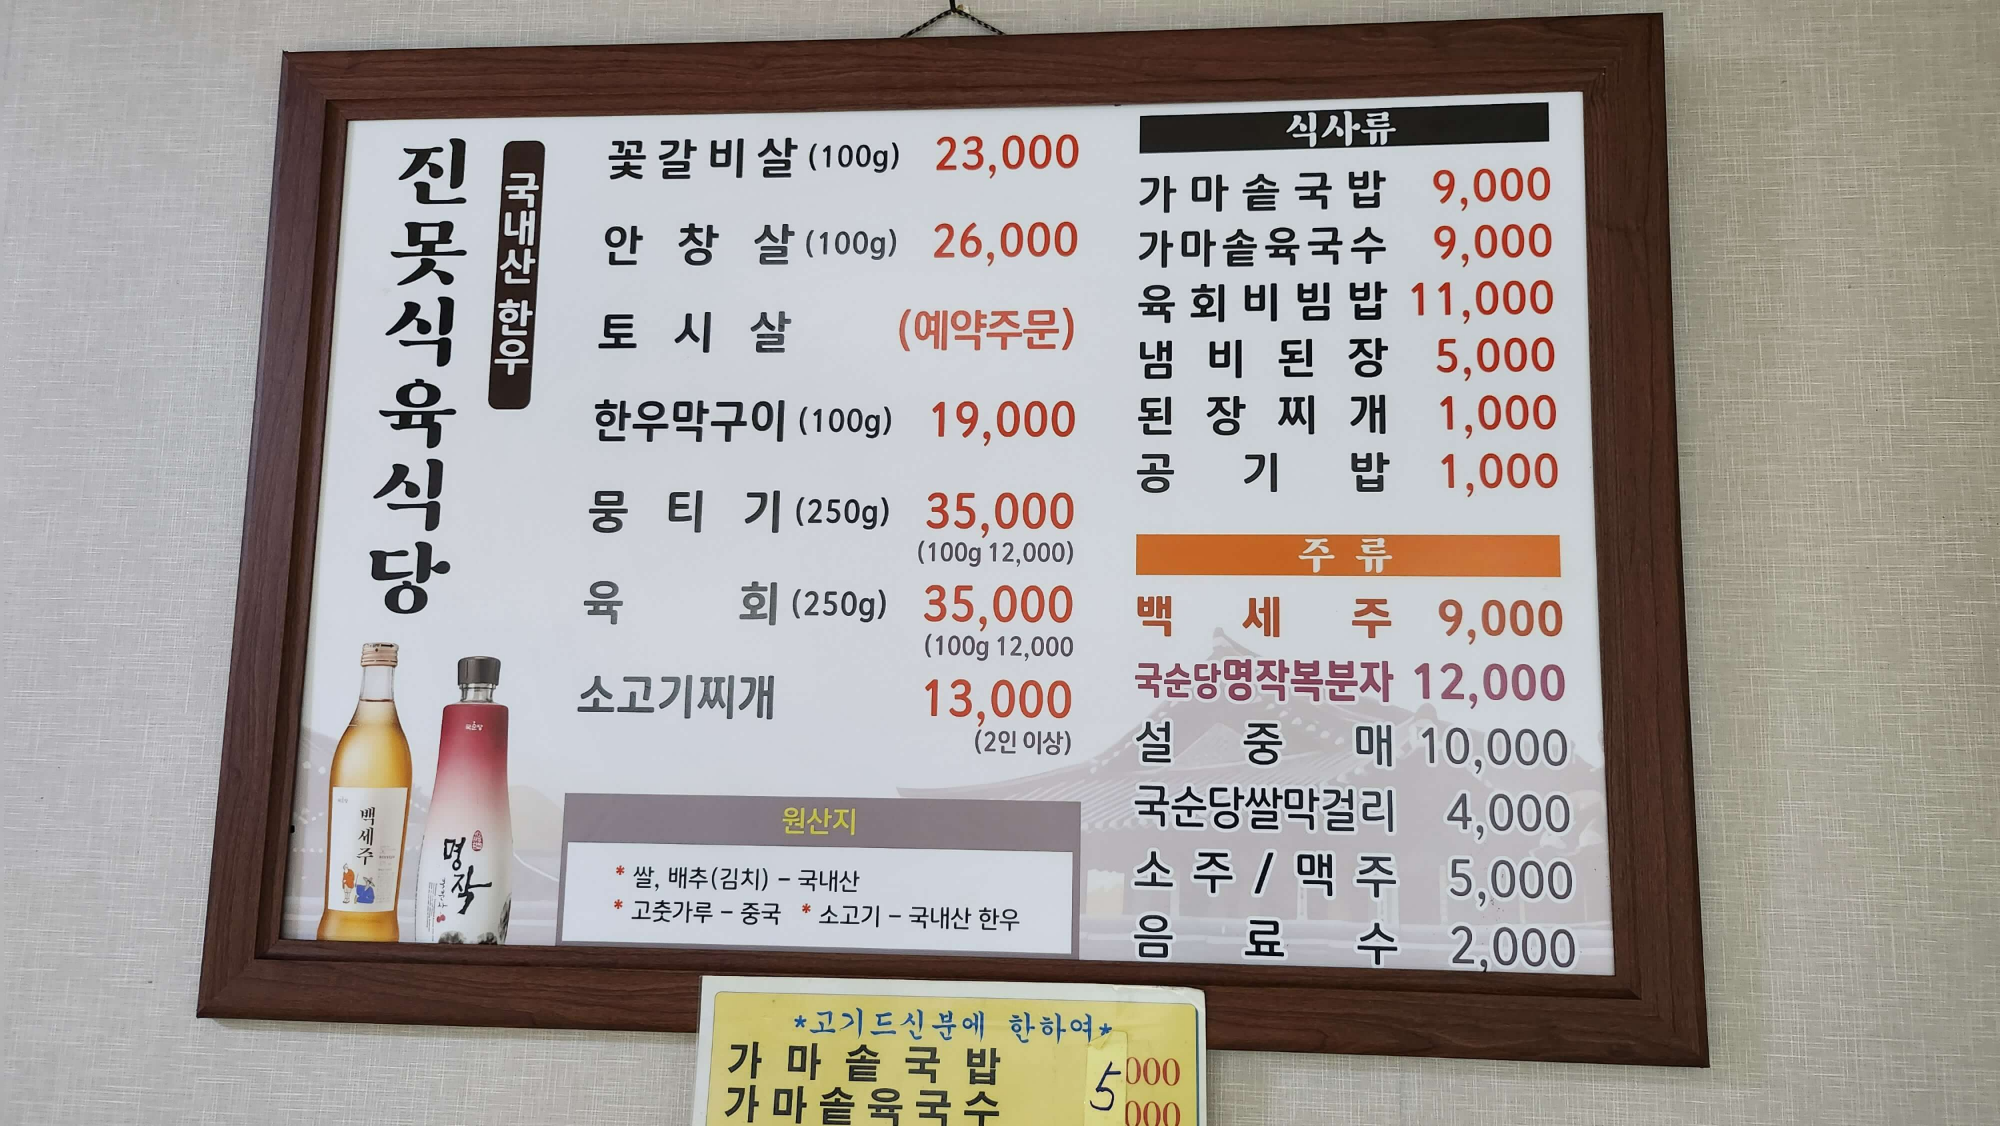 진못식육식당
국내산 한우
꽃갈비살 (100g) 23,000
안창살 (100g) 26,000
토시살 (예약주문)
한우막구이 (100g) 19,000
뭉티기 (250g) 35,000
(100g 12,000)
육회 (250g) 35,000
(100g 12,000
소고기찌개 13,000
(2인 이상)
원산지
* 쌀, 배추(김치) - 국내산
* 고춧가루 - 중국 * 소고기 - 국내산 한우
식사류
가마솥국밥 9,000
가마솥육국수 9,000
육회비빔밥 11,000
냄비된장 5,000
된장찌개 1,000
공기밥 1,000
주류
백세주 9,000
국순당명작복분자 12,000
설중매 10,000
국순당쌀막걸리 4,000
소주/맥주 5,000
음료수 2,000
백세주
국순당
명작
*고기드신분에 한하여*
가마솥국밥 5,000
가마솥육국수 000